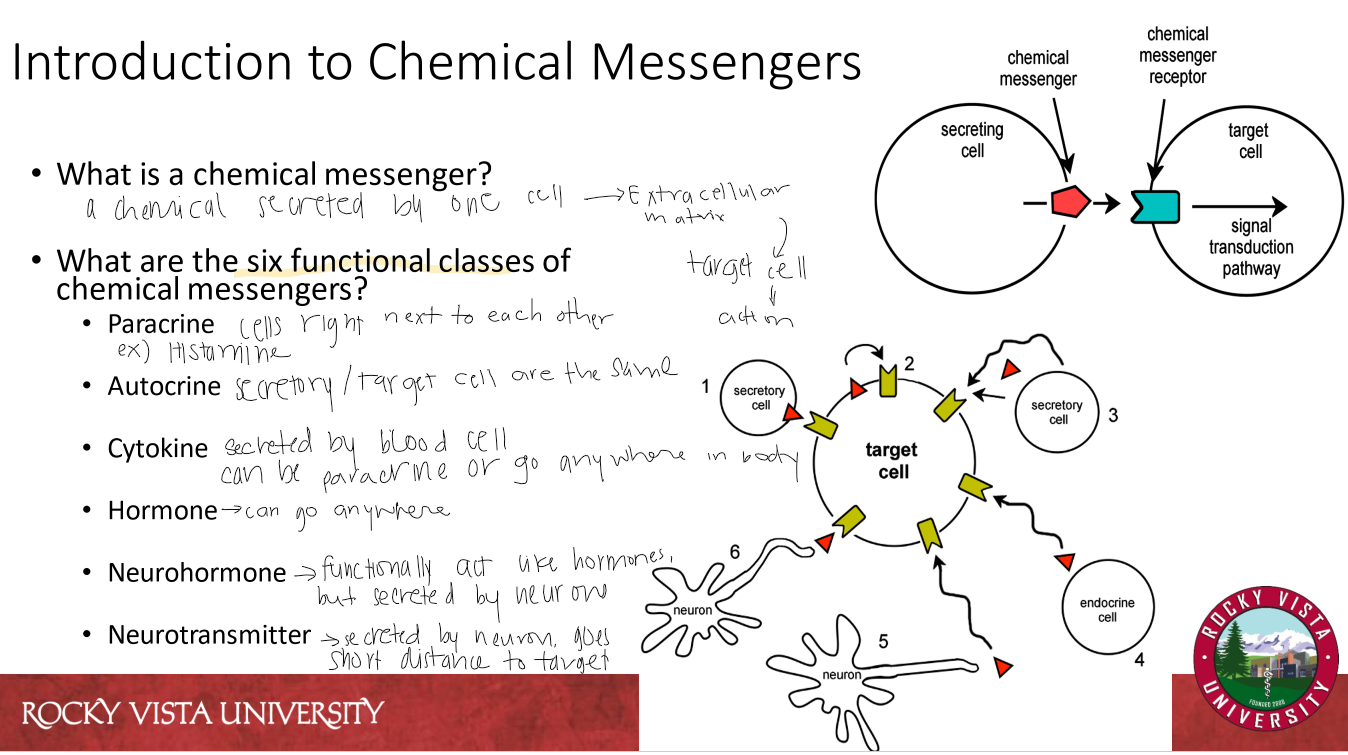 Introduction to Chemical Messengers
• What is a chemical messenger?
a chemical secreted by one cell → Extracellular
matrix
target cell
action
• What are the six functional classes of
chemical messengers?
• Paracrine cells right next to each other
ex) Histamine
• Autocrine secretory/target cell are the same
• Cytokine secreted by blood cell
can be paracrine or go anywhere in body
• Hormone → can go anywhere
• Neurohormone → functionally act like hormones,
but secreted by neuron
• Neurotransmitter → secreted by neuron, goes
short distance to target
chemical
messenger
chemical
messenger
receptor
secreting
cell
target
cell
signal
transduction
pathway
1
secretory
cell
2
secretory
cell
3
target
cell
6
neuron
5
neuron
endocrine
cell
4
ROCKY VISTA UNIVERSITY
ROCKY VISTA
UNIVERSITY
FOUNDED 2006